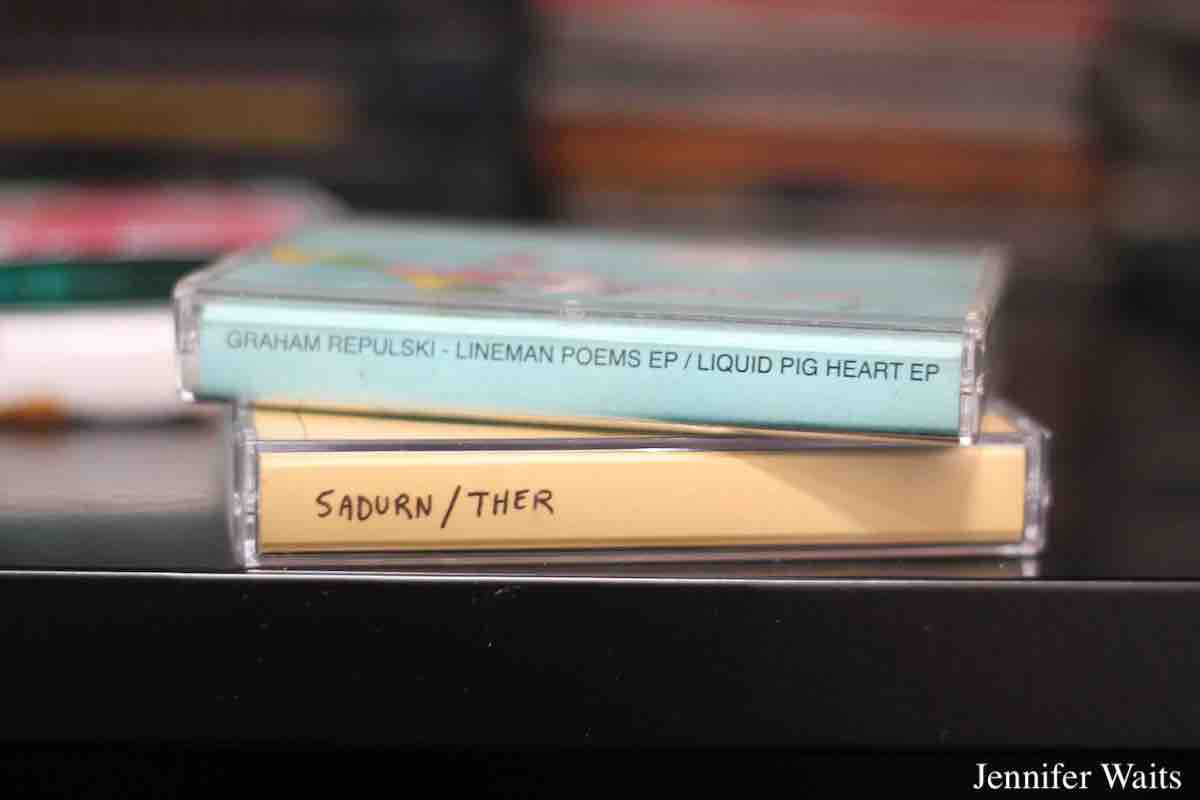 GRAHAM REPULSKI - LINEMAN POEMS EP / LIQUID PIG HEART EP
SADURN / THER
Jennifer Waits